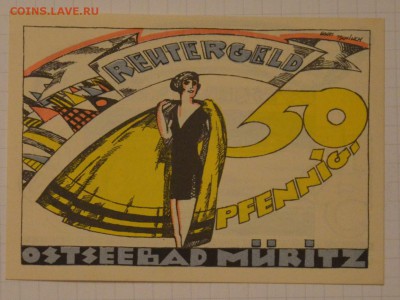 COINS.LAVE.RU
REUTERGELD
50
PFENNIG.
OSTSEEBAD MÜRITZ